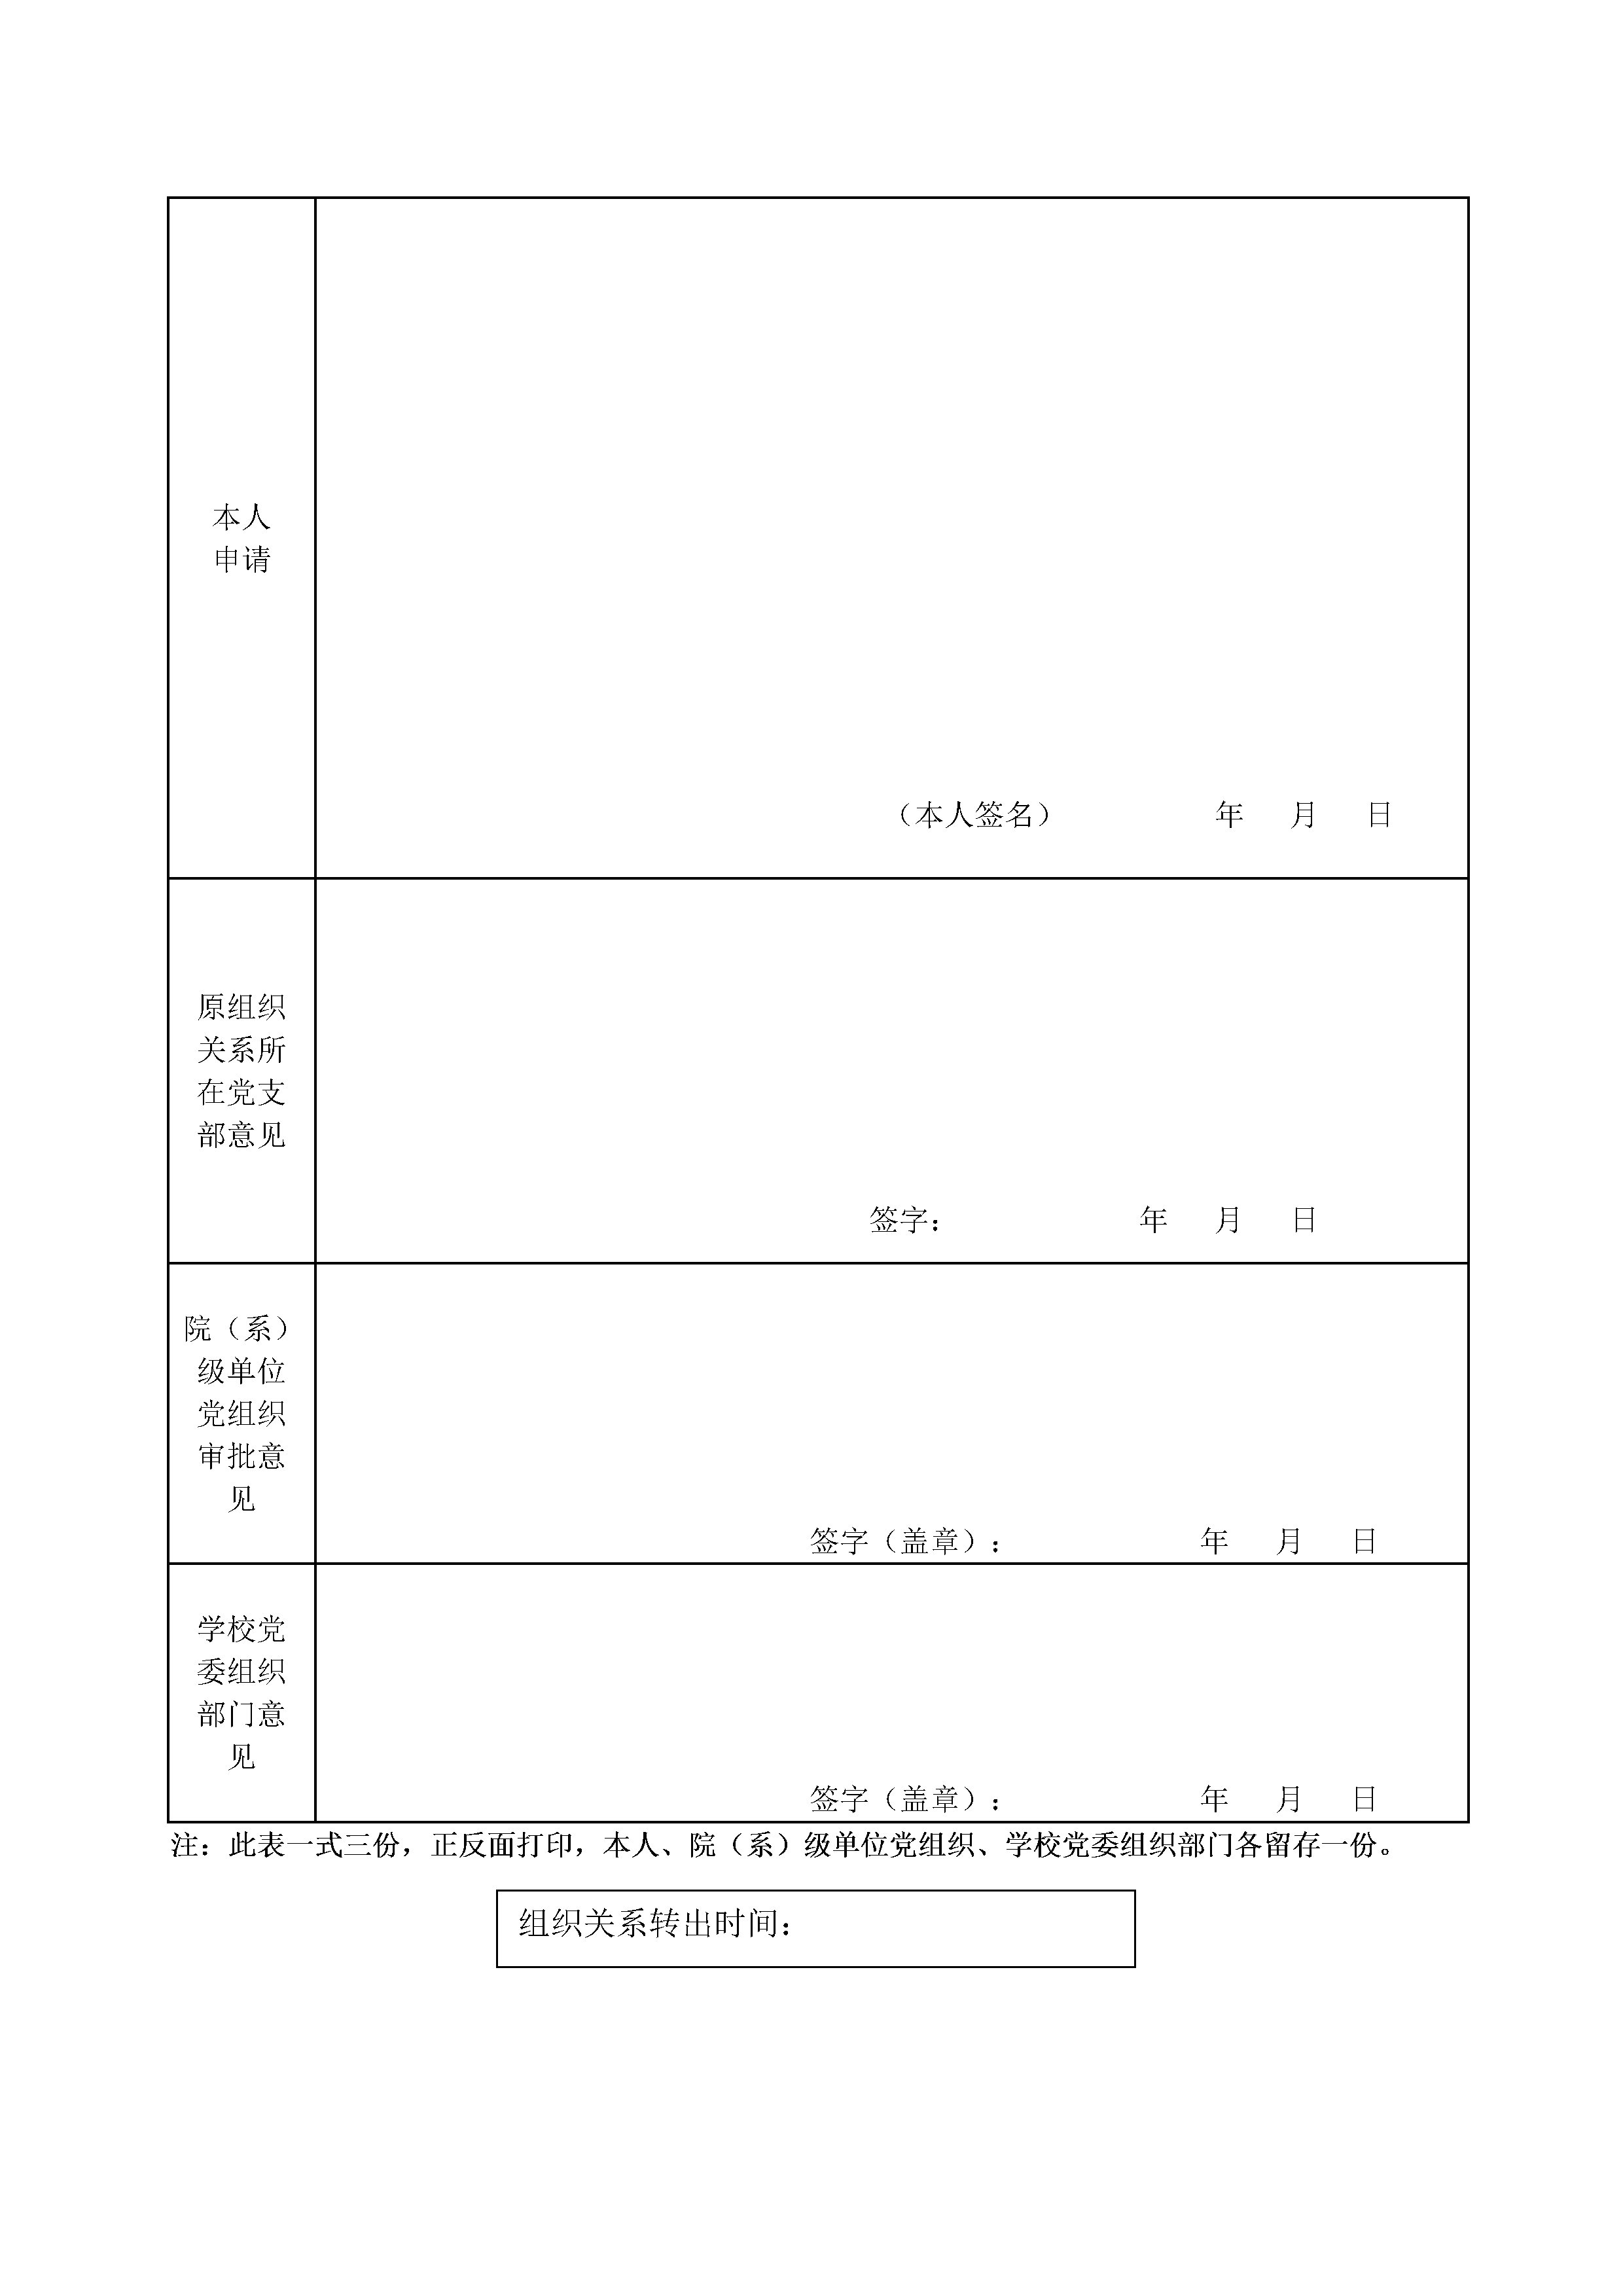 本人
申请
（本人签名） 年 月 日
原组织
关系所
在党支
部意见
签字： 年 月 日
院（系）
级单位
党组织
审批意
见
签字（盖章）： 年 月 日
学校党
委组织
部门意
见
签字（盖章）： 年 月 日
注：此表一式三份，正反面打印，本人、院（系）级单位党组织、学校党委组织部门各留存一份。
组织关系转出时间：